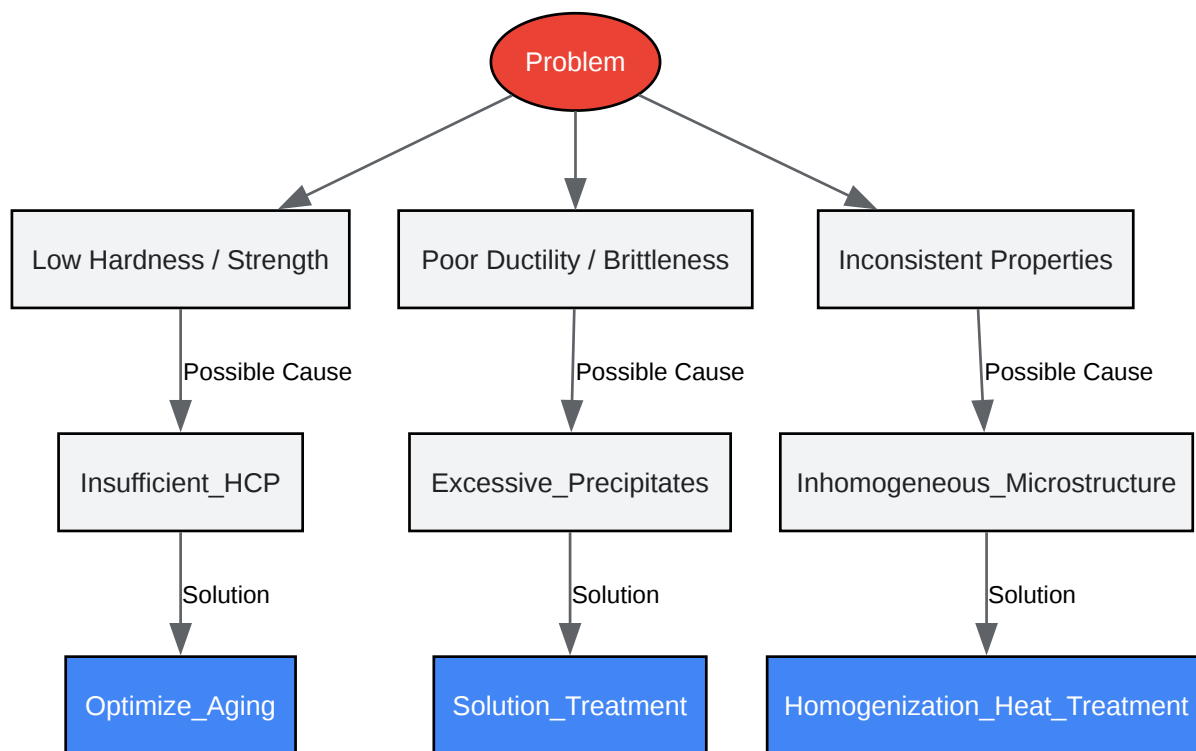 Problem
Low Hardness / Strength
Poor Ductility / Brittleness
Inconsistent Properties
Possible Cause
Possible Cause
Possible Cause
Insufficient_HCP
Excessive_Precipitates
Inhomogeneous_Microstructure
Solution
Solution
Solution
Optimize_Aging
Solution_Treatment
Homogenization_Heat_Treatment